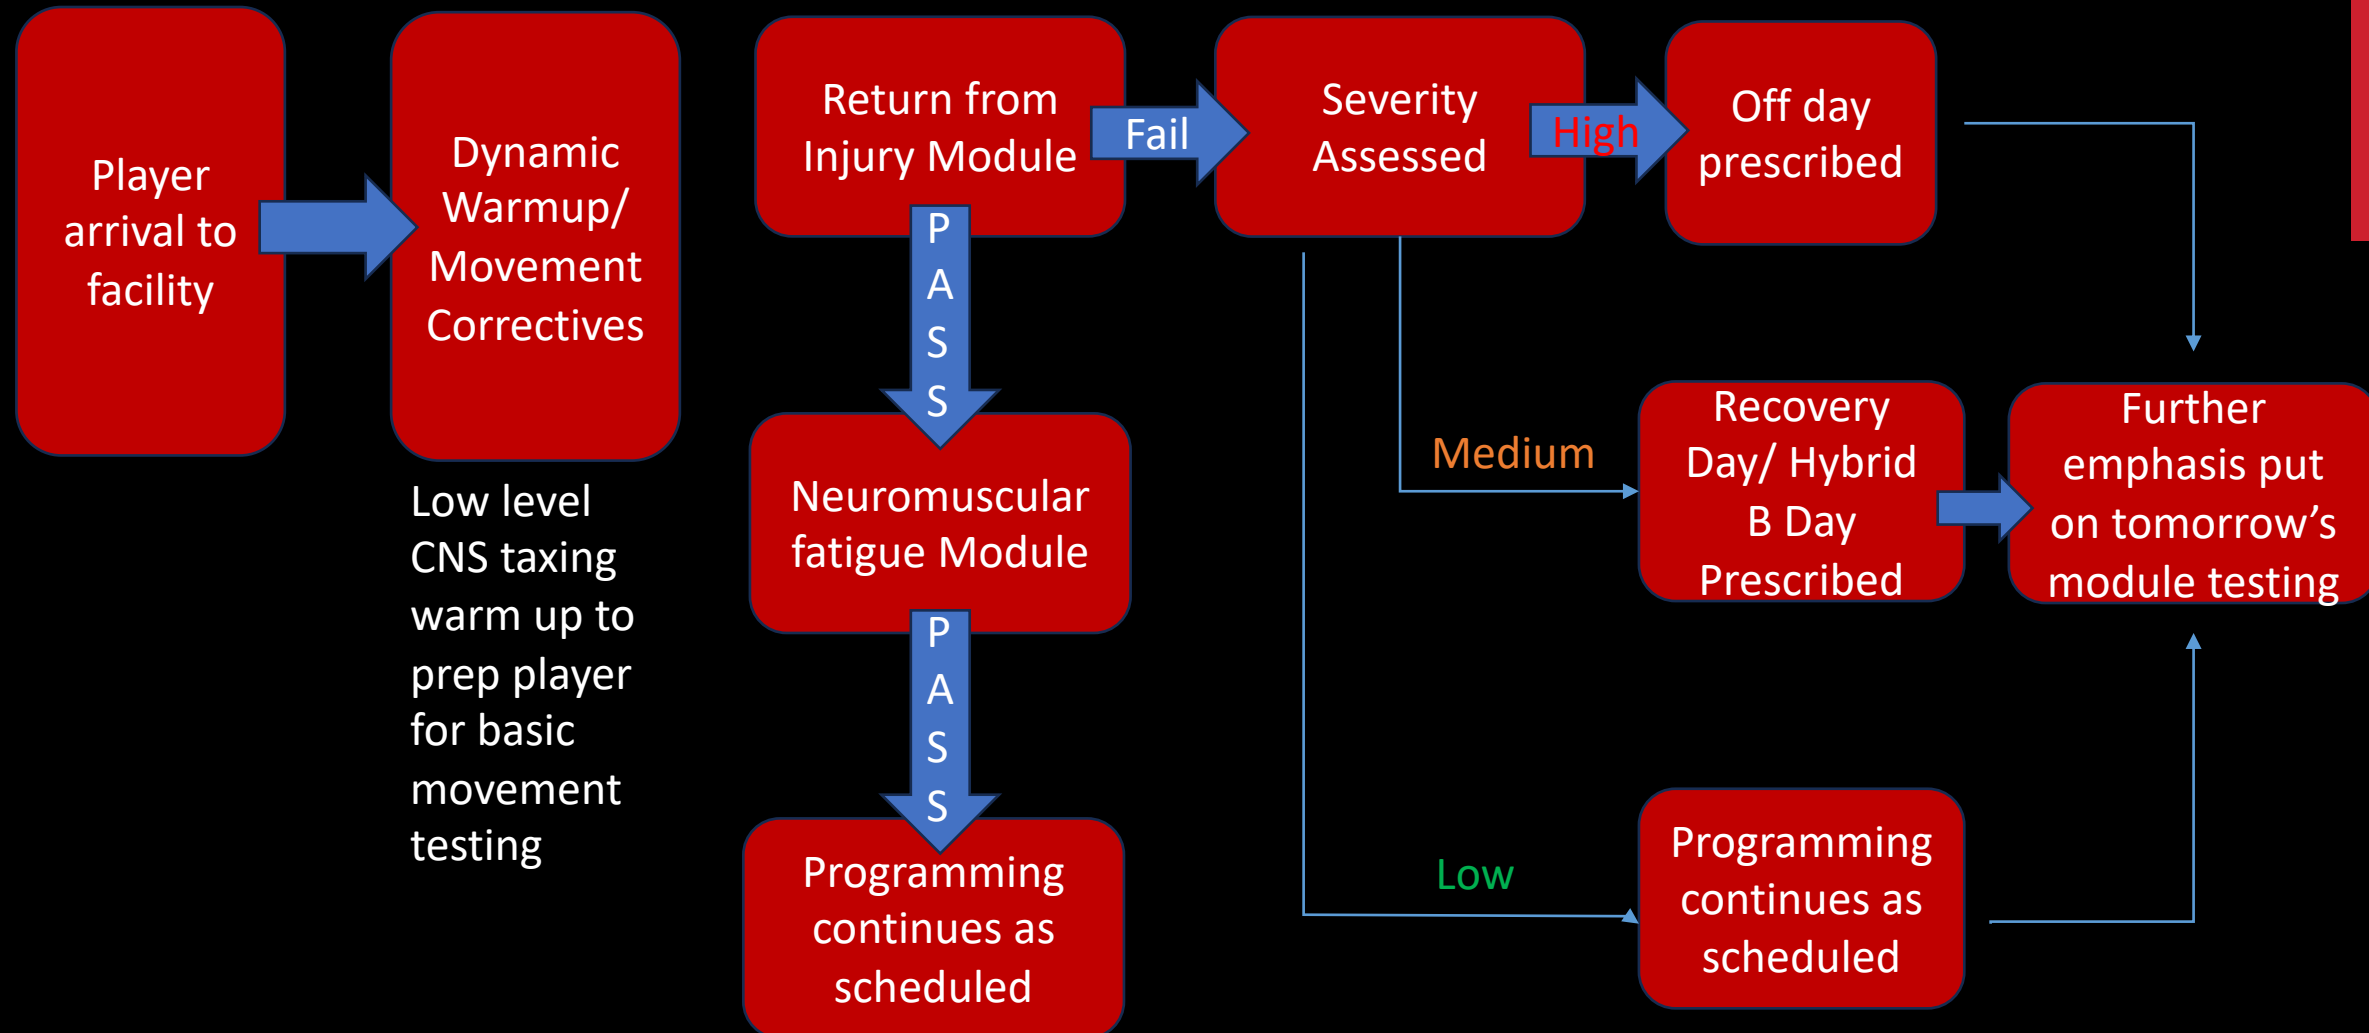 Player
arrival to
facility
Dynamic
Warmup/
Movement
Correctives
Low level
CNS taxing
warm up to
prep player
for basic
movement
testing
Return from
Injury Module
Fail
Severity
Assessed
High
Off day
prescribed
P
A
S
S
Neuromuscular
fatigue Module
P
A
S
S
Programming
continues as
scheduled
Medium
Recovery
Day/ Hybrid
B Day
Prescribed
Further
emphasis put
on tomorrow’s
module testing
Low
Programming
continues as
scheduled